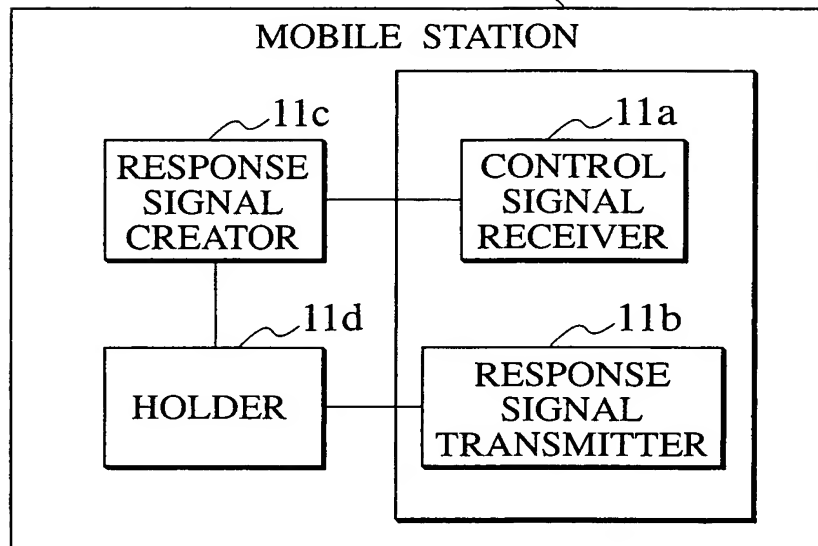 MOBILE STATION
11c
RESPONSE
SIGNAL
CREATOR
11a
CONTROL
SIGNAL
RECEIVER
11d
HOLDER
11b
RESPONSE
SIGNAL
TRANSMITTER